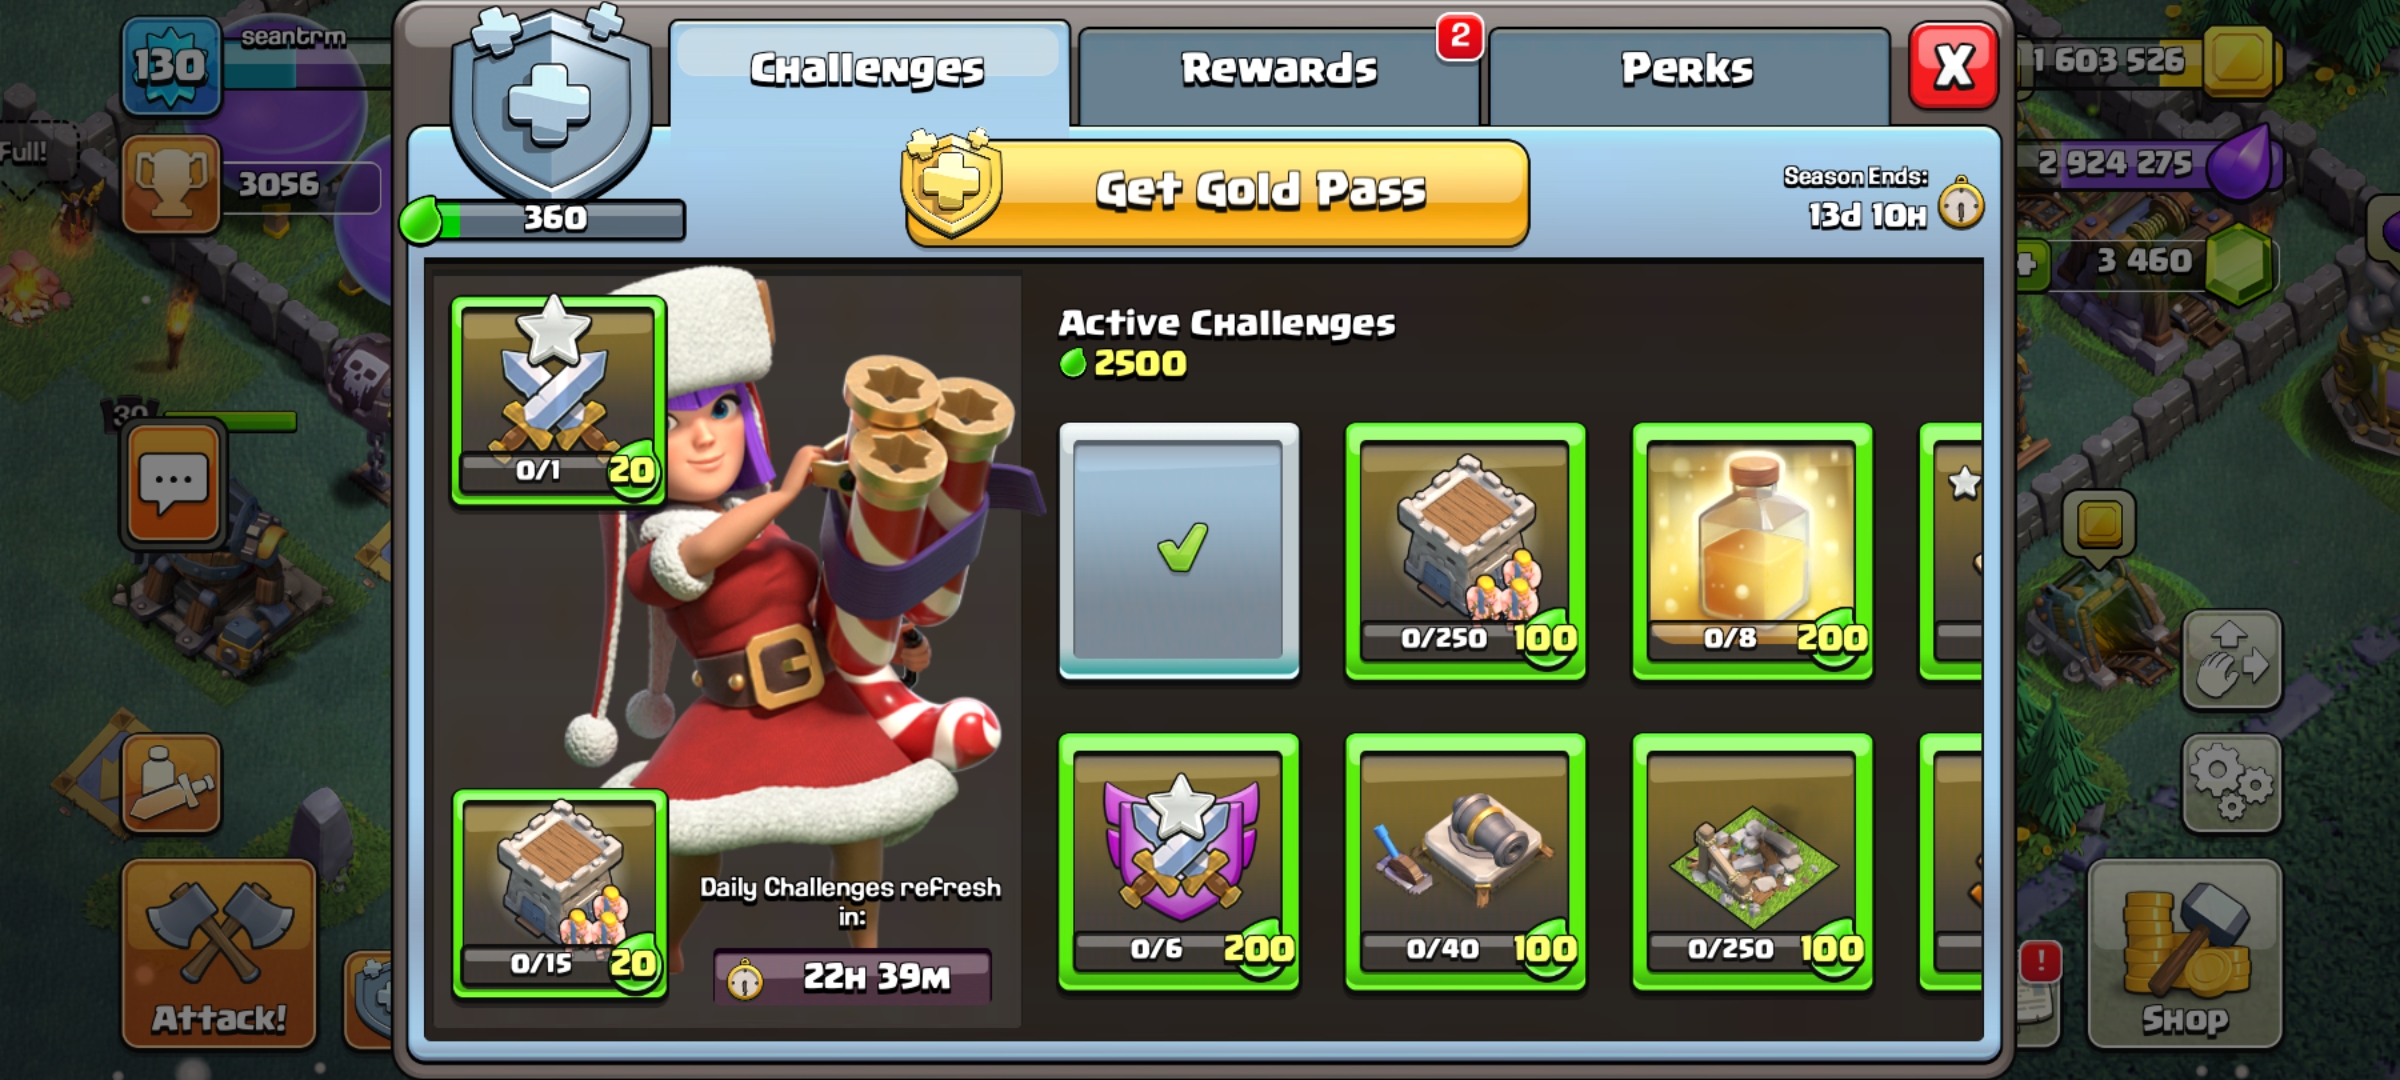 130
seantrm
Challenges
Rewards
2
Perks
X
1 603 526
Full!
3056
360
Get Gold Pass
Season Ends:
13d 10H
2 924 275
3 460
Active Challenges
2500
0/1
20
0/250
100
0/8
200
0/15
20
Daily Challenges refresh
in:
22H 39M
0/6
200
0/40
100
0/250
100
Attack!
!
Shop